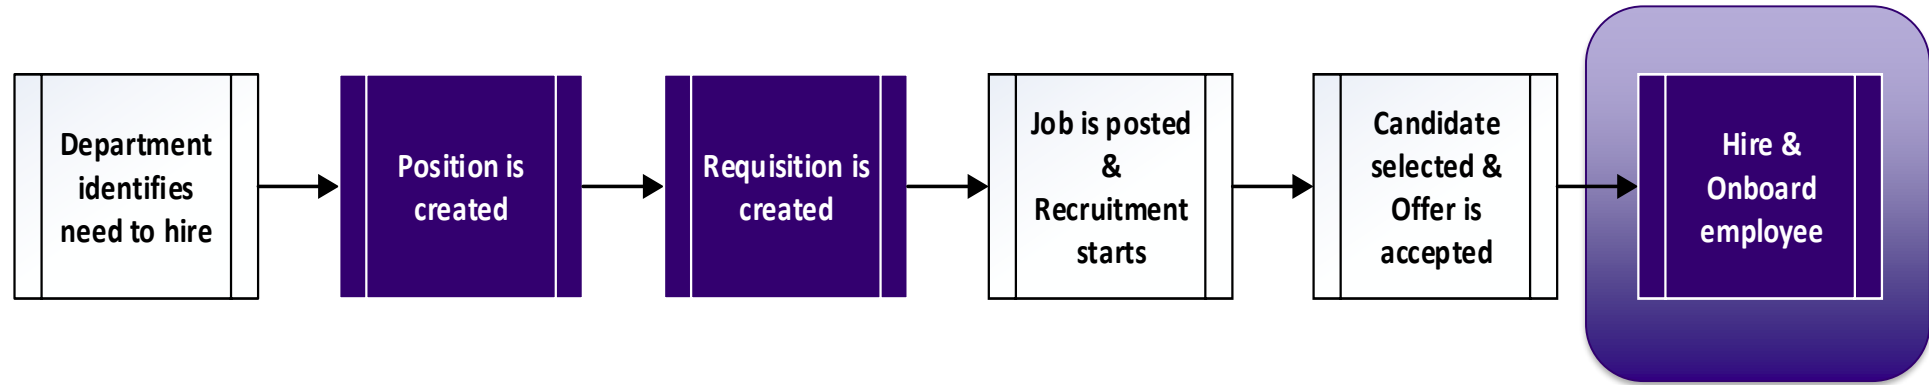 Department
identifies
need to hire
Position is
created
Requisition is
created
Job is posted
&
Recruitment
starts
Candidate
selected &
Offer is
accepted
Hire &
Onboard
employee